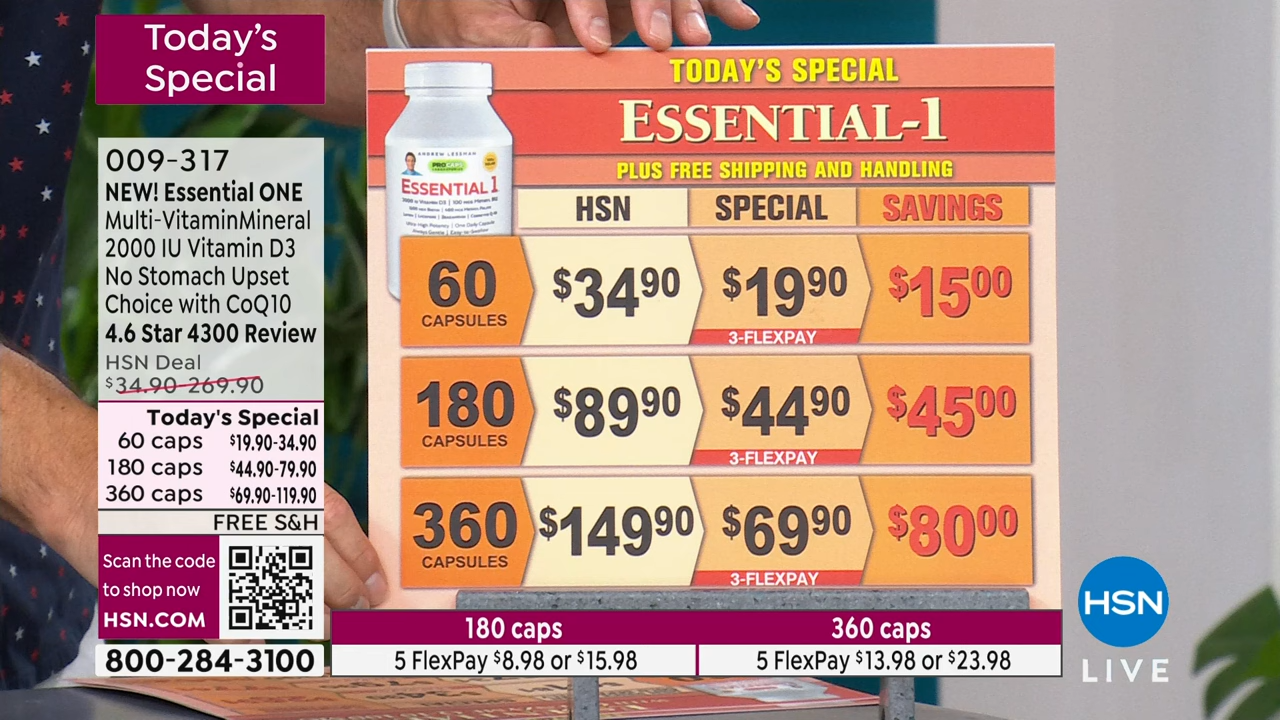 Today's
Special
009-317
NEW! Essential ONE
Multi-VitaminMineral
2000 IU Vitamin D3
No Stomach Upset
Choice with CoQ10
4.6 Star 4300 Review
HSN Deal
$34.90-269.90
Today's Special
60 caps $19.90-34.90
180 caps $44.90-79.90
360 caps $69.90-119.90
FREE S&H
Scan the code
to shop now
HSN.COM
800-284-3100
TODAY'S SPECIAL
ESSENTIAL-1
PLUS FREE SHIPPING AND HANDLING
ANDREW LESSMAN
PROCAPS
ESSENTIAL 1
HSN SPECIAL SAVINGS
60 CAPSULES $34.90 $19.90 $15.00
3-FLEXPAY
180 CAPSULES $89.90 $44.90 $45.00
3-FLEXPAY
360 CAPSULES $149.90 $69.90 $80.00
3-FLEXPAY
180 caps 360 caps
5 FlexPay $8.98 or $15.98 5 FlexPay $13.98 or $23.98
HSN
LIVE